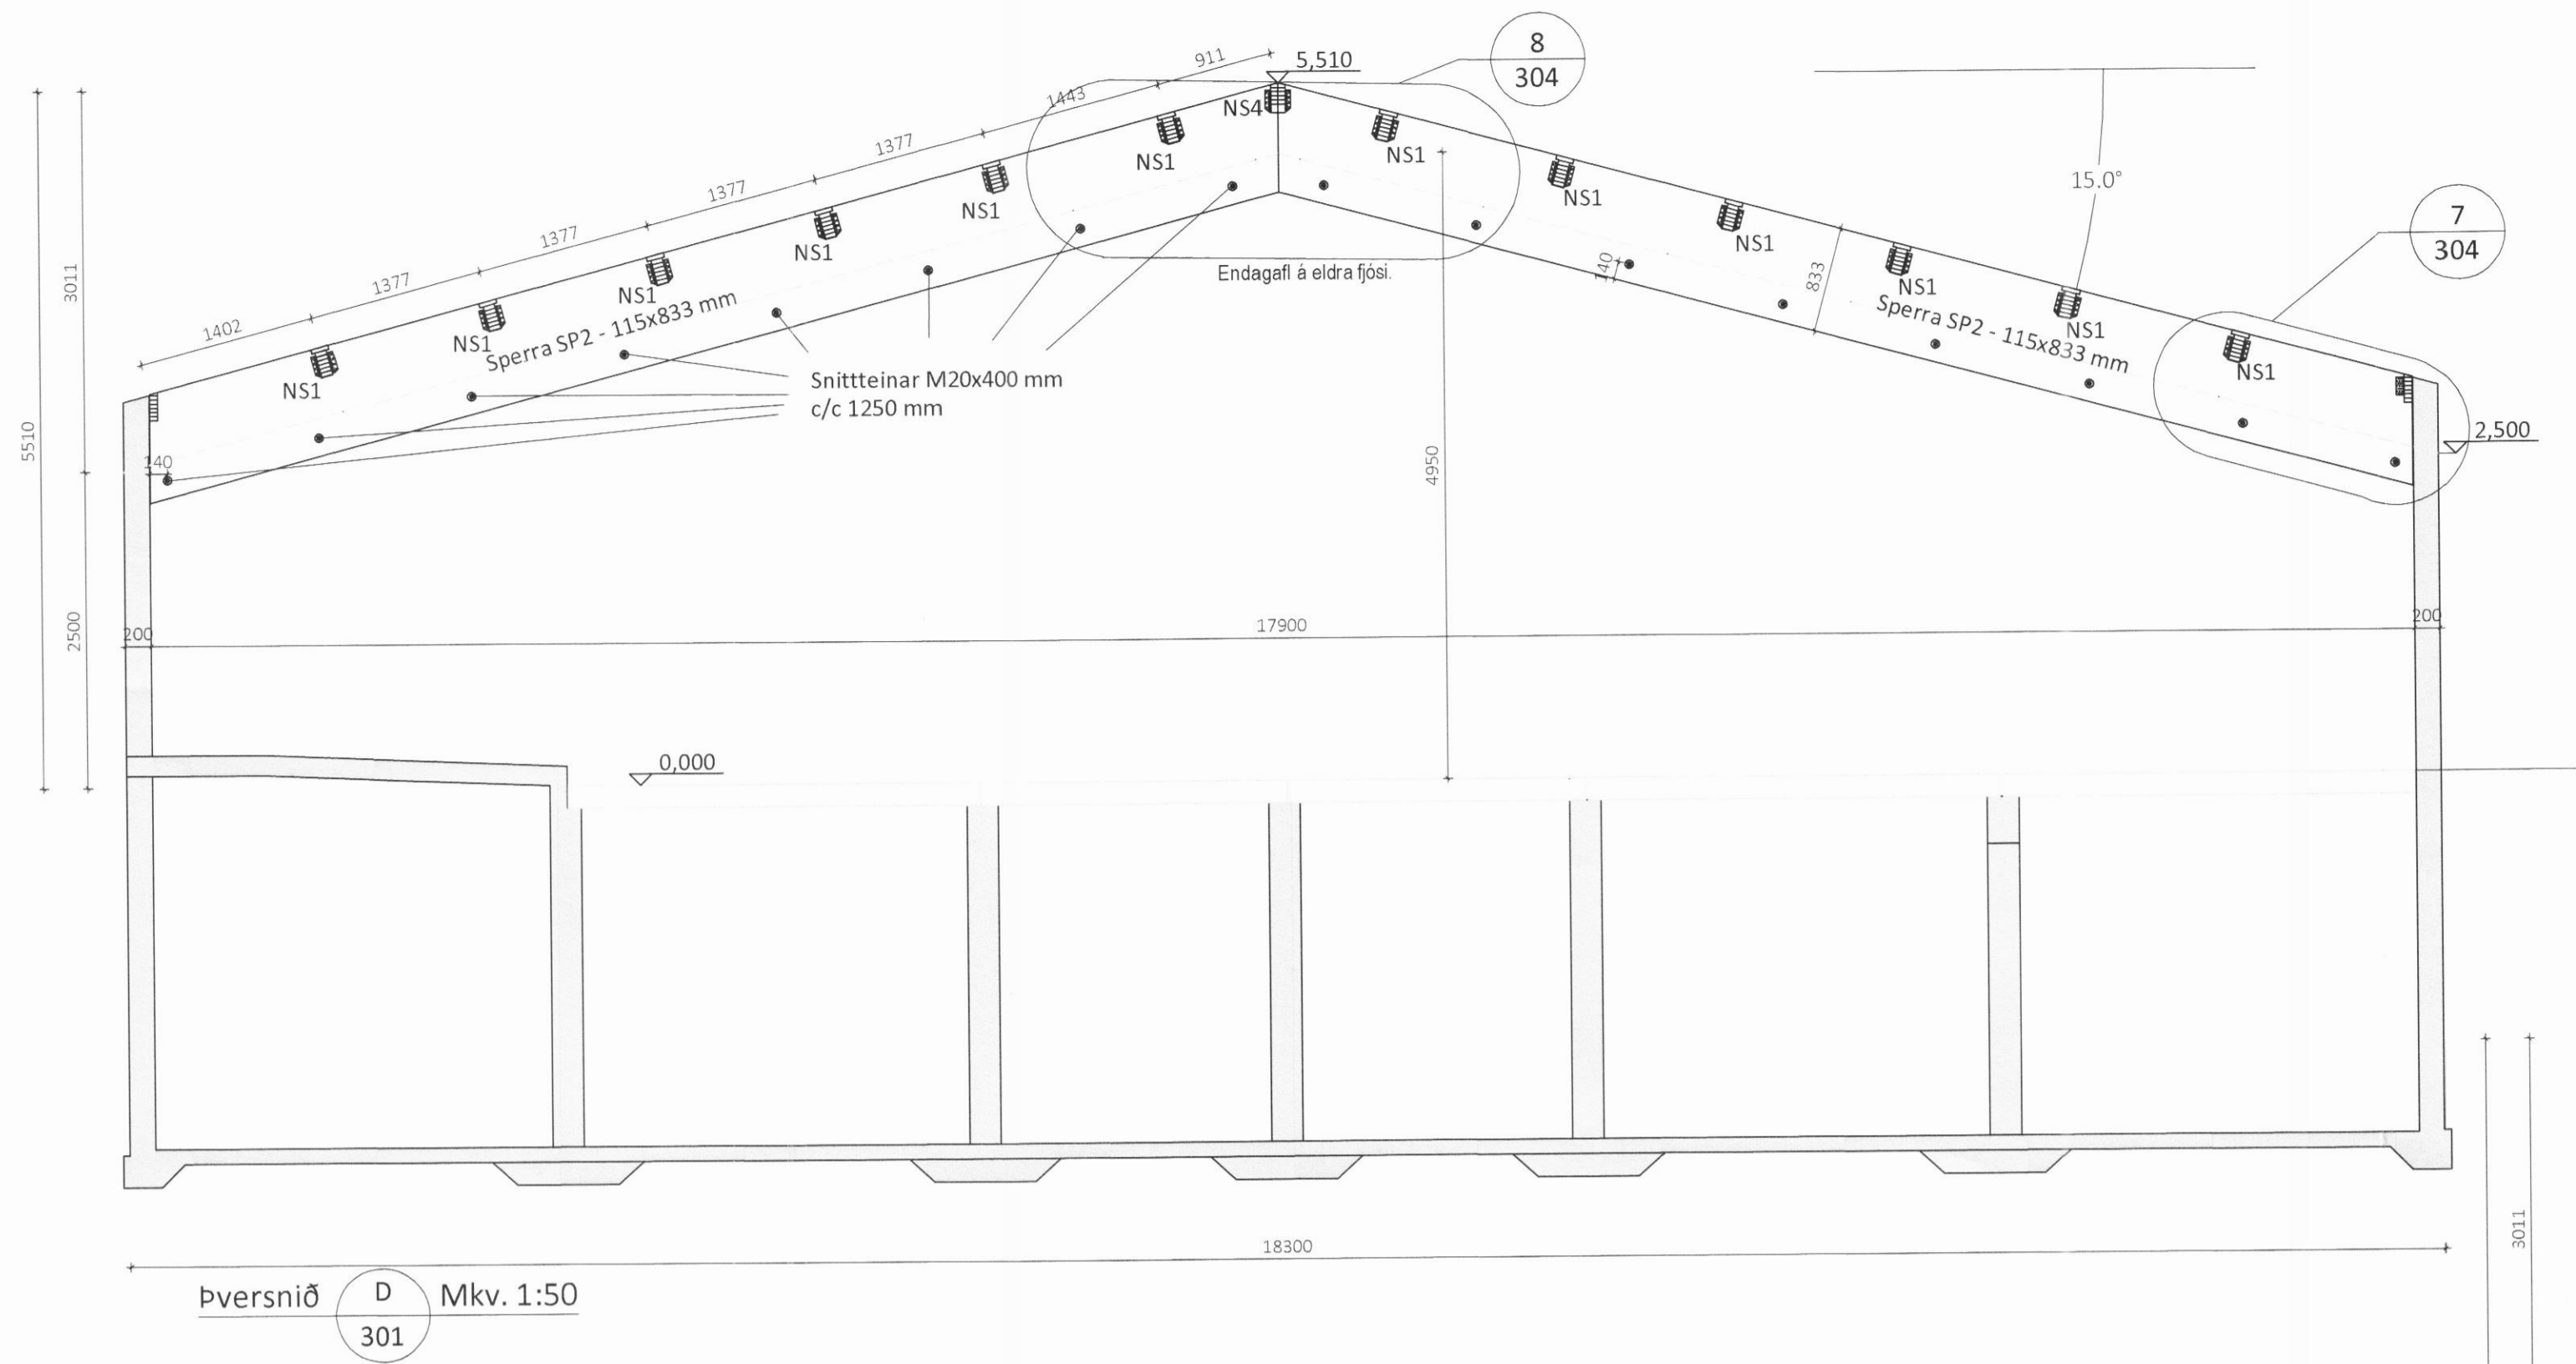 911
5,510
8
304
1443
NS4
1377
NS1
NS1
15.0°
1377
NS1
NS1
7
304
1377
NS1
NS1
Endagafl á eldra fjósi.
140
833
3011
1377
NS1
NS1
1402
NS1
Sperra SP2 - 115x833 mm
Sperra SP2 - 115x833 mm
NS1
NS1
NS1
Snittteinar M20x400 mm
c/c 1250 mm
5510
140
4950
2,500
2500
200
17900
200
0,000
3011
18300
Þversnið
D
301
Mkv. 1:50